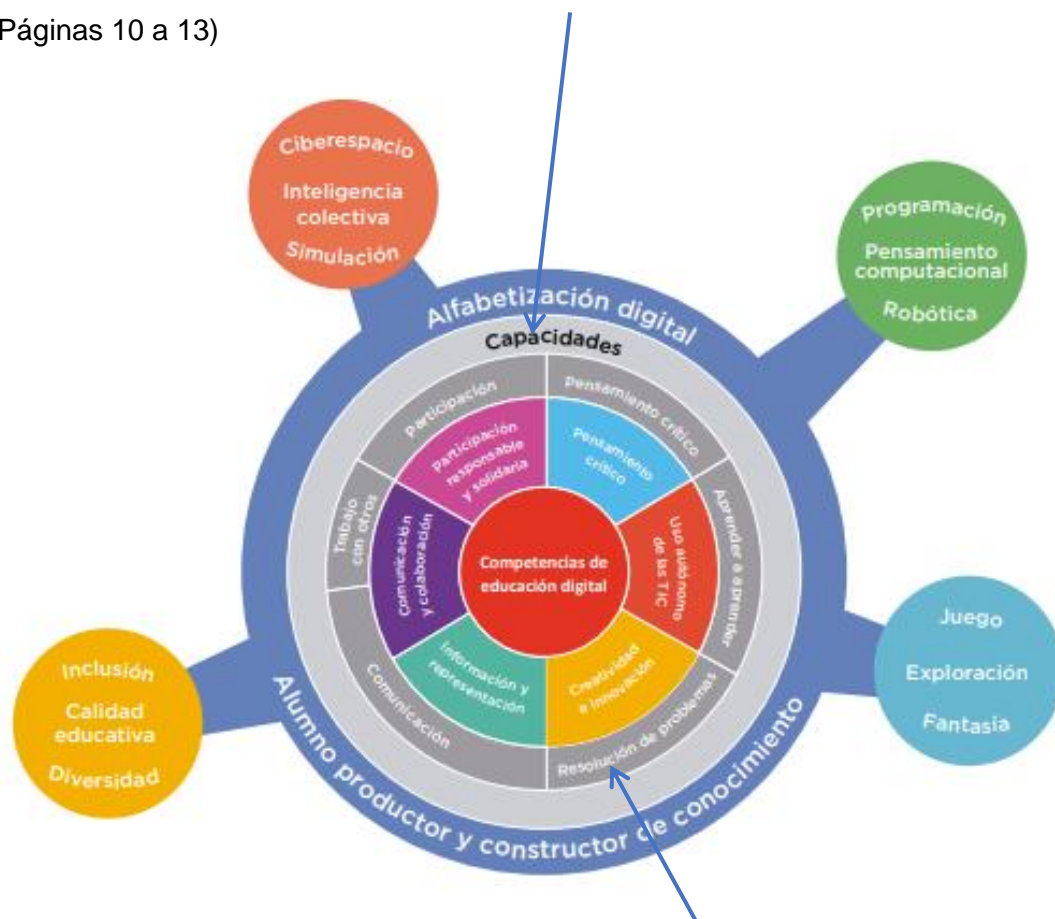 Páginas 10 a 13)
Ciberespacio
Inteligencia
colectiva
Simulación
Programación
Pensamiento
computacional
Robótica
Alfabetización digital
Capacidades
Participación
Pensamiento crítico
Participación
responsable
y solidaria
Pentamiento
crítico
Trabajo
con otros
Comunicación
y colaboración
Competencias de
educación digital
Uso autónomo
de las TIC
Aprender a aprender
Información y
representación
Creatividad
e innovación
Comunicación
Resolución de problemas
Inclusión
Calidad
educativa
Diversidad
Juego
Exploración
Fantasia
Alumno productor y constructor de conocimiento